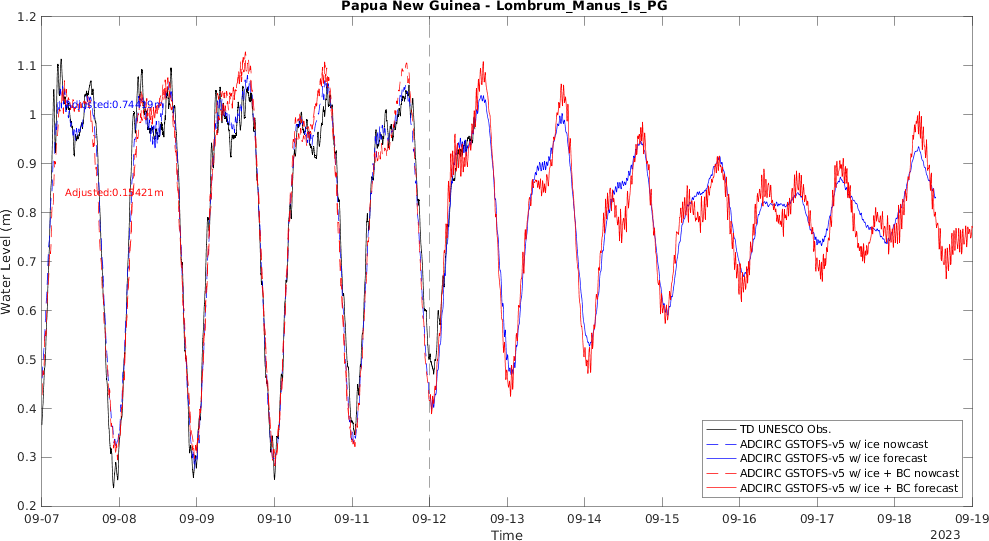 Papua New Guinea - Lombrum_Manus_Is_PG
1.2
1.1
1
0.9
0.8
0.7
0.6
0.5
0.4
0.3
0.2
Water Level (m)
Adjusted:0.15421m
TD UNESCO Obs.
ADCIRC GSTOFS-v5 w/ ice nowcast
ADCIRC GSTOFS-v5 w/ ice forecast
ADCIRC GSTOFS-v5 w/ ice + BC nowcast
ADCIRC GSTOFS-v5 w/ ice + BC forecast
09-07 09-08 09-09 09-10 09-11 09-12 09-13 09-14 09-15 09-16 09-17 09-18 09-19
Time
2023